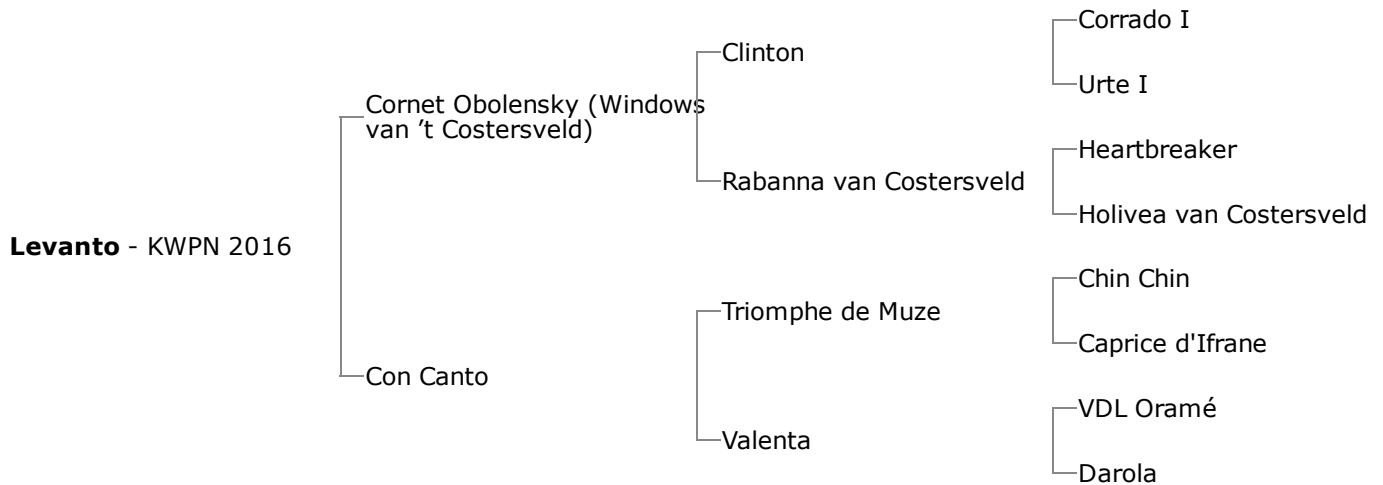 Corrado I
Clinton
Urte I
Cornet Obolensky (Windows
van ’t Costersveld)
Heartbreaker
Rabanna van Costersveld
Holivea van Costersveld
Levanto - KWPN 2016
Chin Chin
Triomphe de Muze
Caprice d'Ifrane
Con Canto
VDL Oramé
Valenta
Darola